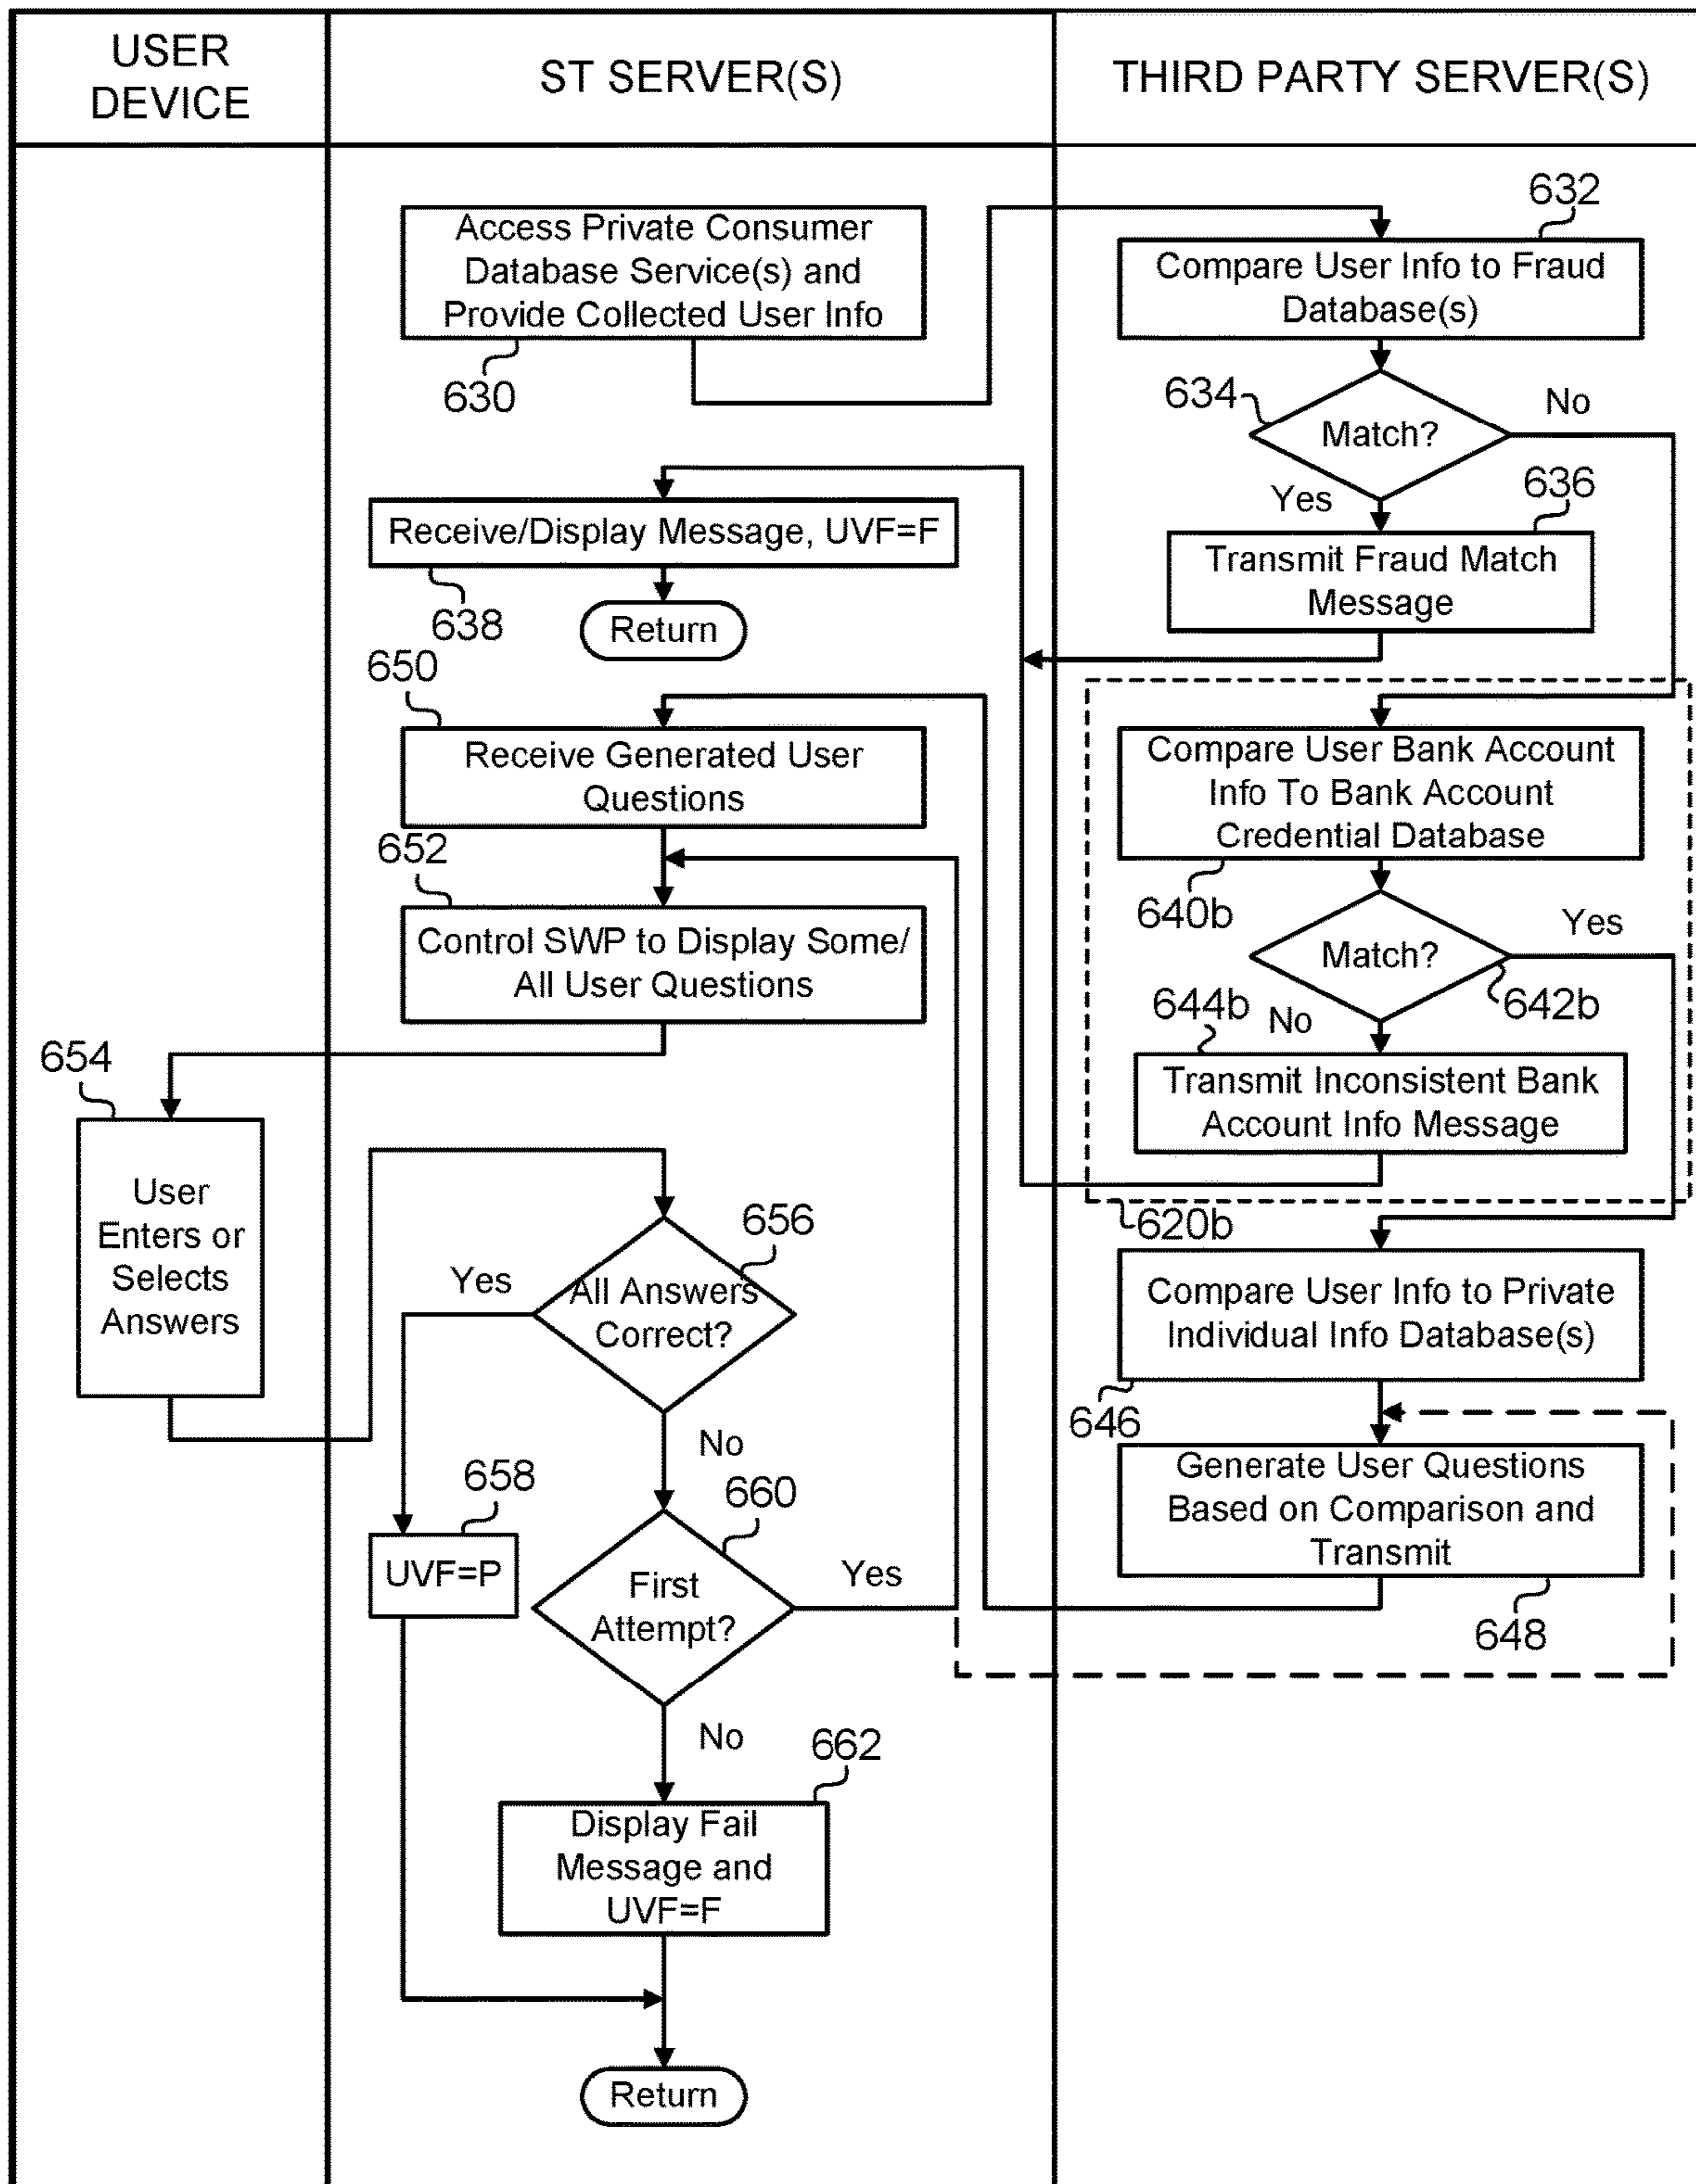 USER
DEVICE
ST SERVER(S)
THIRD PARTY SERVER(S)
Access Private Consumer
Database Service(s) and
Provide Collected User Info
630
632
Compare User Info to Fraud
Database(s)
634
Match?
No
Yes
636
Transmit Fraud Match
Message
Receive/Display Message, UVF=F
638
Return
650
Receive Generated User
Questions
652
Control SWP to Display Some/
All User Questions
Compare User Bank Account
Info To Bank Account
Credential Database
640b
Match?
Yes
642b
644b
No
Transmit Inconsistent Bank
Account Info Message
620b
654
User
Enters or
Selects
Answers
656
All Answers
Correct?
Yes
No
Compare User Info to Private
Individual Info Database(s)
646
Generate User Questions
Based on Comparison and
Transmit
648
658
UVF=P
660
First
Attempt?
Yes
No
662
Display Fail
Message and
UVF=F
Return